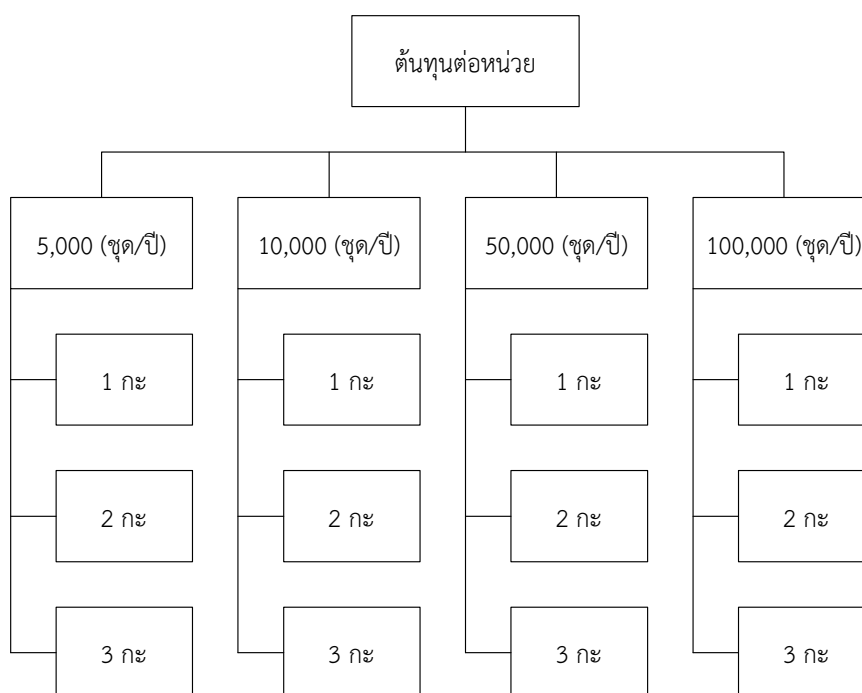 ต้นทุนต่อหน่วย
5,000 (ชุด/ปี)
10,000 (ชุด/ปี)
50,000 (ชุด/ปี)
100,000 (ชุด/ปี)
1 กะ
1 กะ
1 กะ
1 กะ
2 กะ
2 กะ
2 กะ
2 กะ
3 กะ
3 กะ
3 กะ
3 กะ